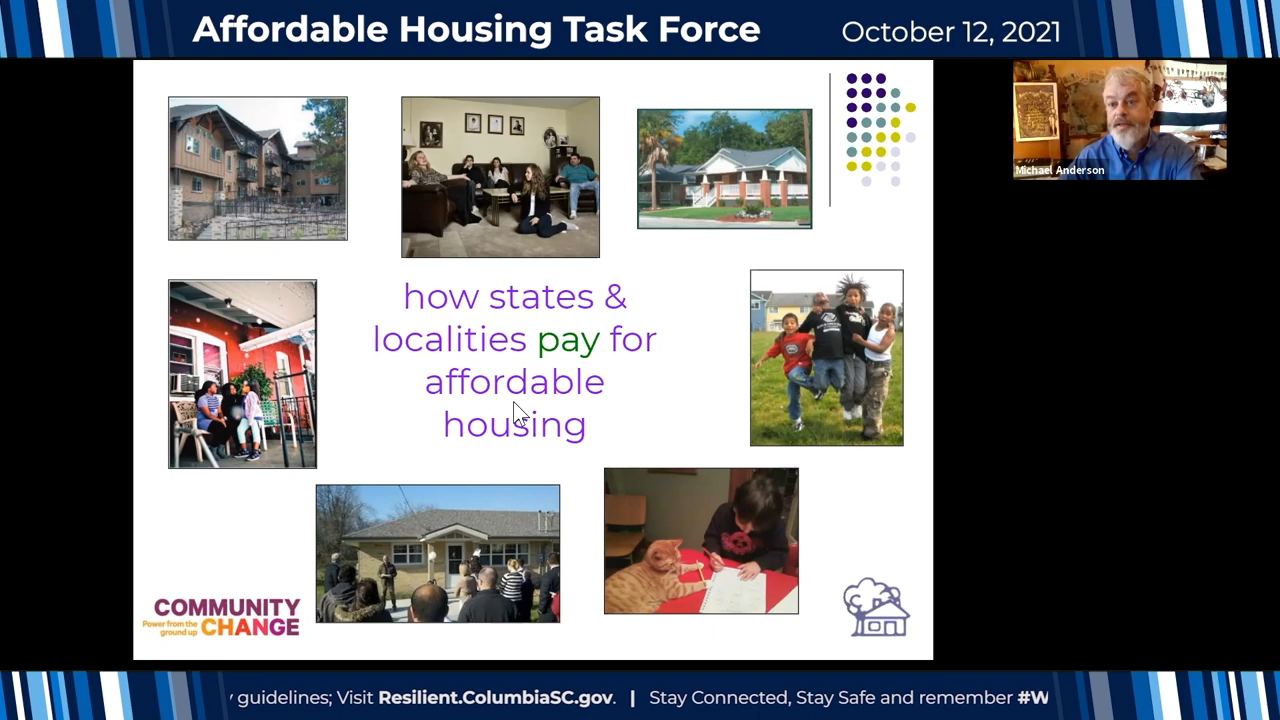 Affordable Housing Task Force
October 12, 2021
Michael Anderson
how states &
localities pay for
affordable
housing
COMMUNITY
Power from the
ground up
CHANGE
guidelines; Visit Resilient.ColumbiaSC.gov. | Stay Connected, Stay Safe and remember #W